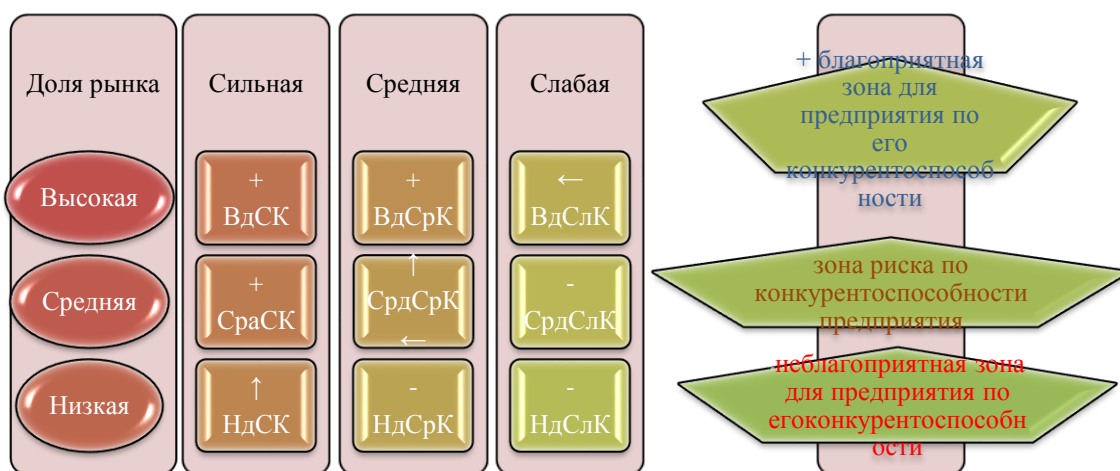 Доля рынка
Сильная
Средняя
Слабая
Высокая
+
ВдСК
+
ВдСрК
←
ВдСлК
Средняя
+
СраСК
↑
СрдСрК
←
-
СрдСлК
Низкая
↑
НдСК
-
НдСрК
-
НдСлК
+ благоприятная
зона для
предприятия по
его
конкурентоспособ
ности
зона риска по
конкурентоспособности
предприятия
неблагоприятная зона
для предприятия по
егоконкурентоспособн
ости